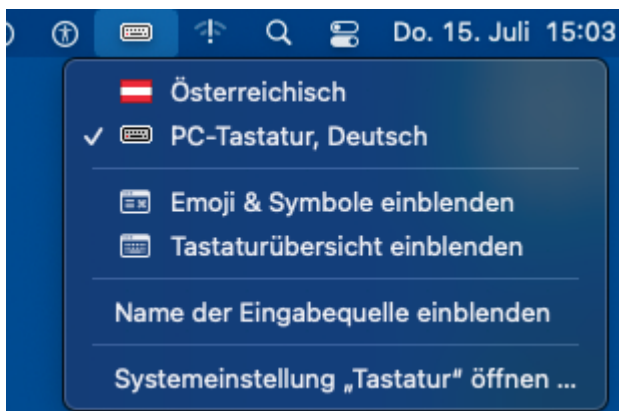 Do. 15. Juli 15:03
Österreichisch
PC-Tastatur, Deutsch
Emoji & Symbole einblenden
Tastaturübersicht einblenden
Name der Eingabequelle einblenden
Systemeinstellung „Tastatur“ öffnen ...